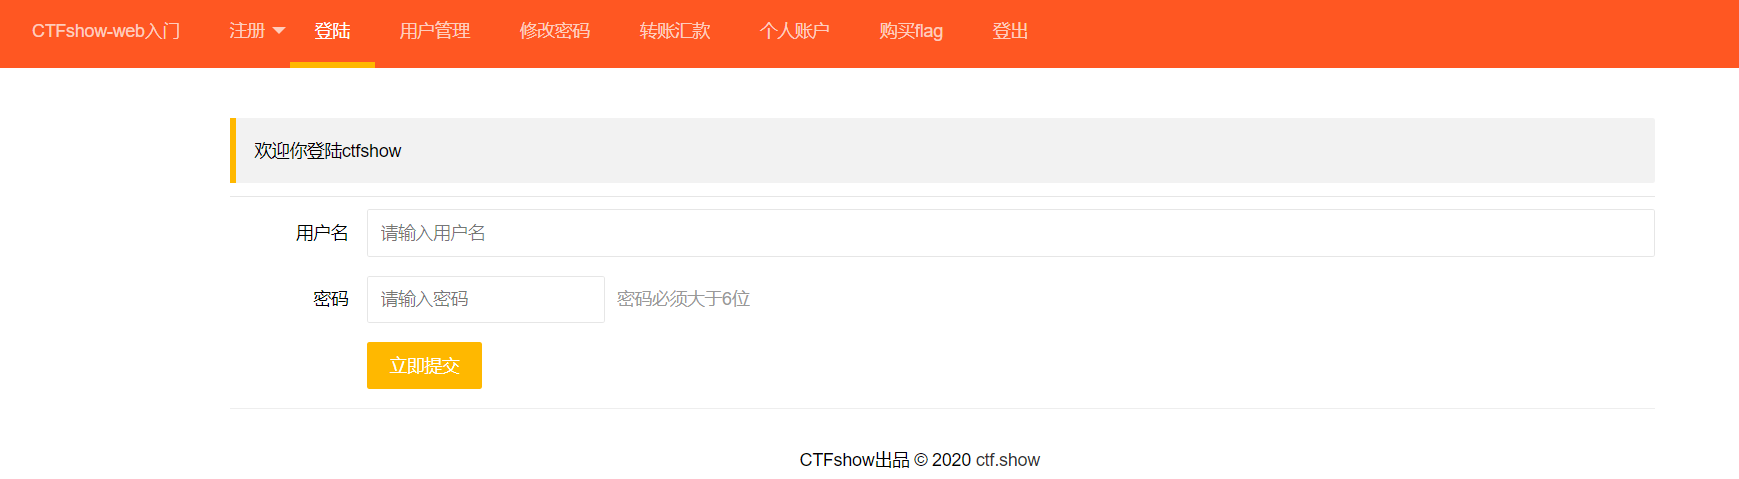 CTFshow-web入门 注册 登陆 用户管理 修改密码 转账汇款 个人账户 购买flag 登出
欢迎你登陆ctfshow
用户名 请输入用户名
密码 请输入密码 密码必须大于6位
立即提交
CTFshow出品 © 2020 ctf.show